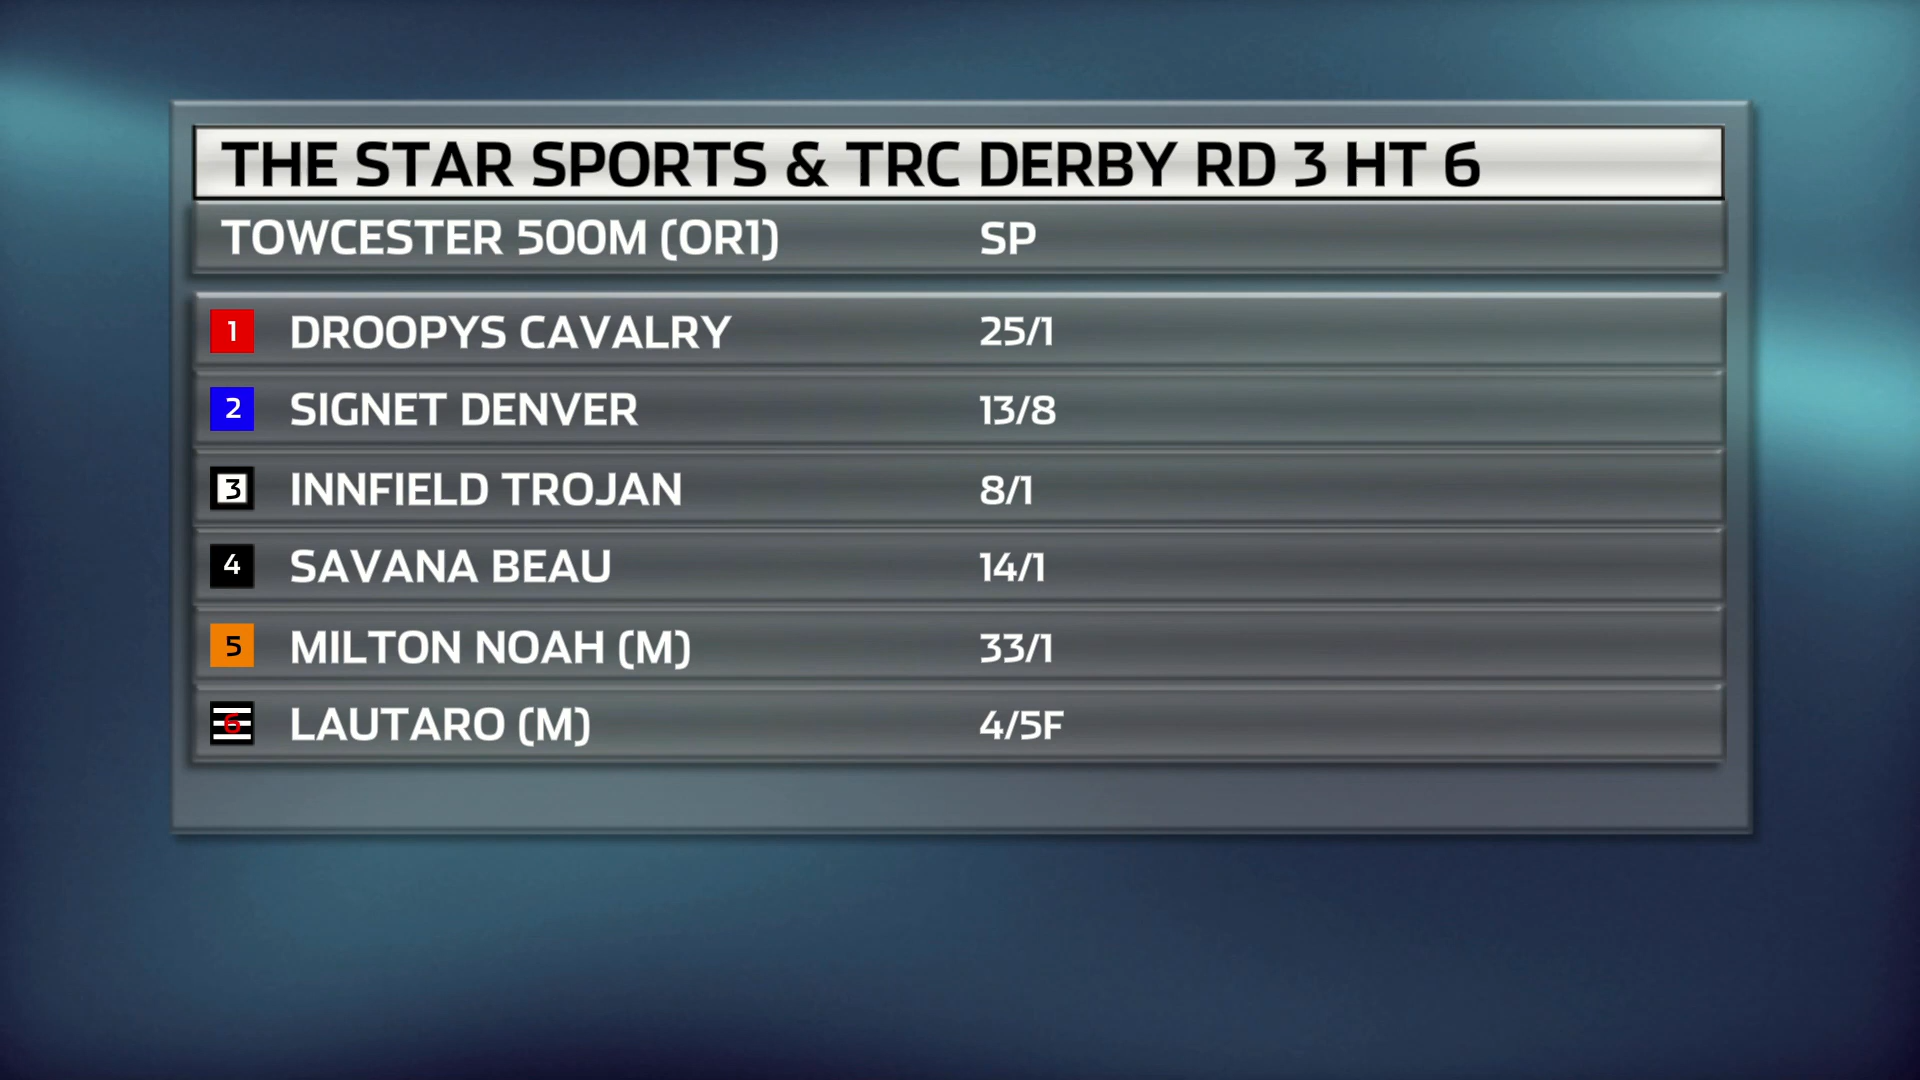 THE STAR SPORTS & TRC DERBY RD 3 HT 6
TOWCESTER 500M (OR1) SP
1 DROOPYS CAVALRY 25/1
2 SIGNET DENVER 13/8
3 INNFIELD TROJAN 8/1
4 SAVANA BEAU 14/1
5 MILTON NOAH (M) 33/1
6 LAUTARO (M) 4/5F